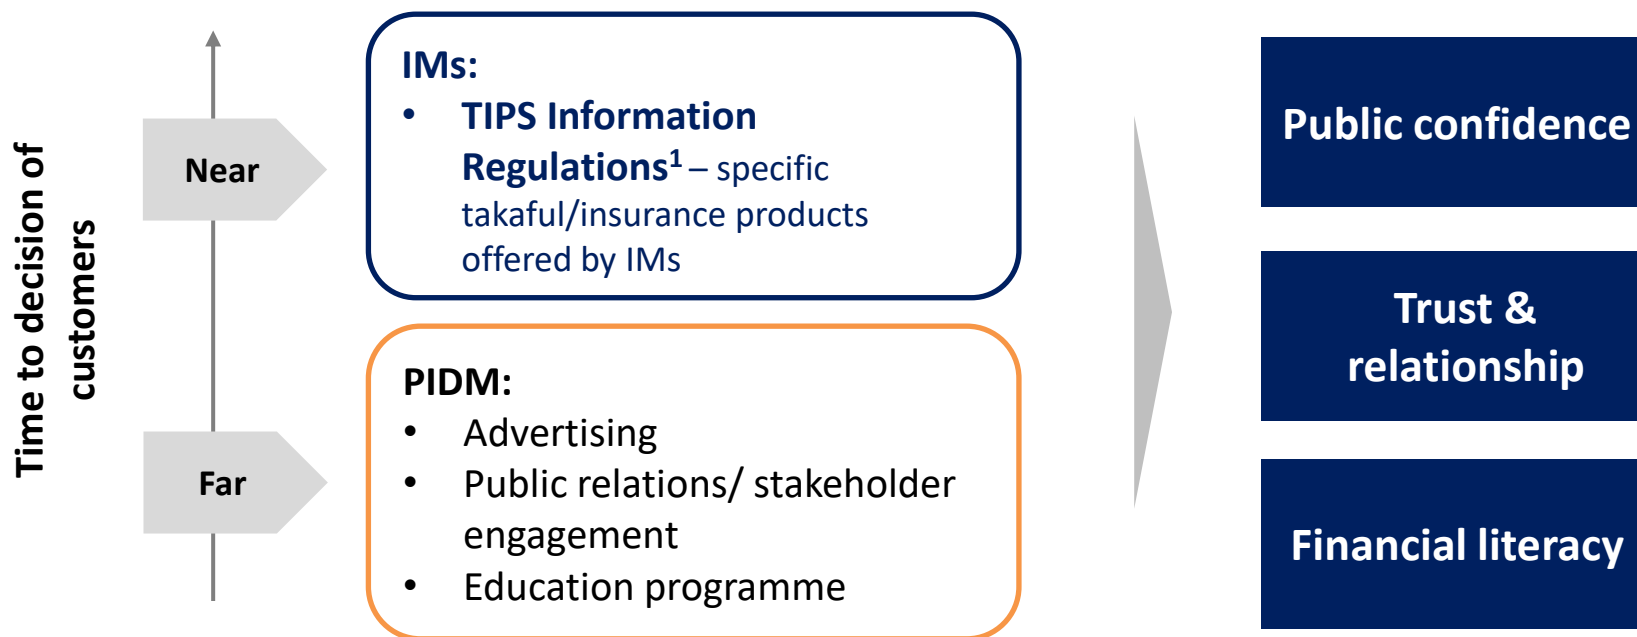 Time to decision of
customers
Near
Far
IMs:
• TIPS Information
Regulations¹ – specific
takaful/insurance products
offered by IMs
PIDM:
• Advertising
• Public relations/ stakeholder
engagement
• Education programme
Public confidence
Trust &
relationship
Financial literacy